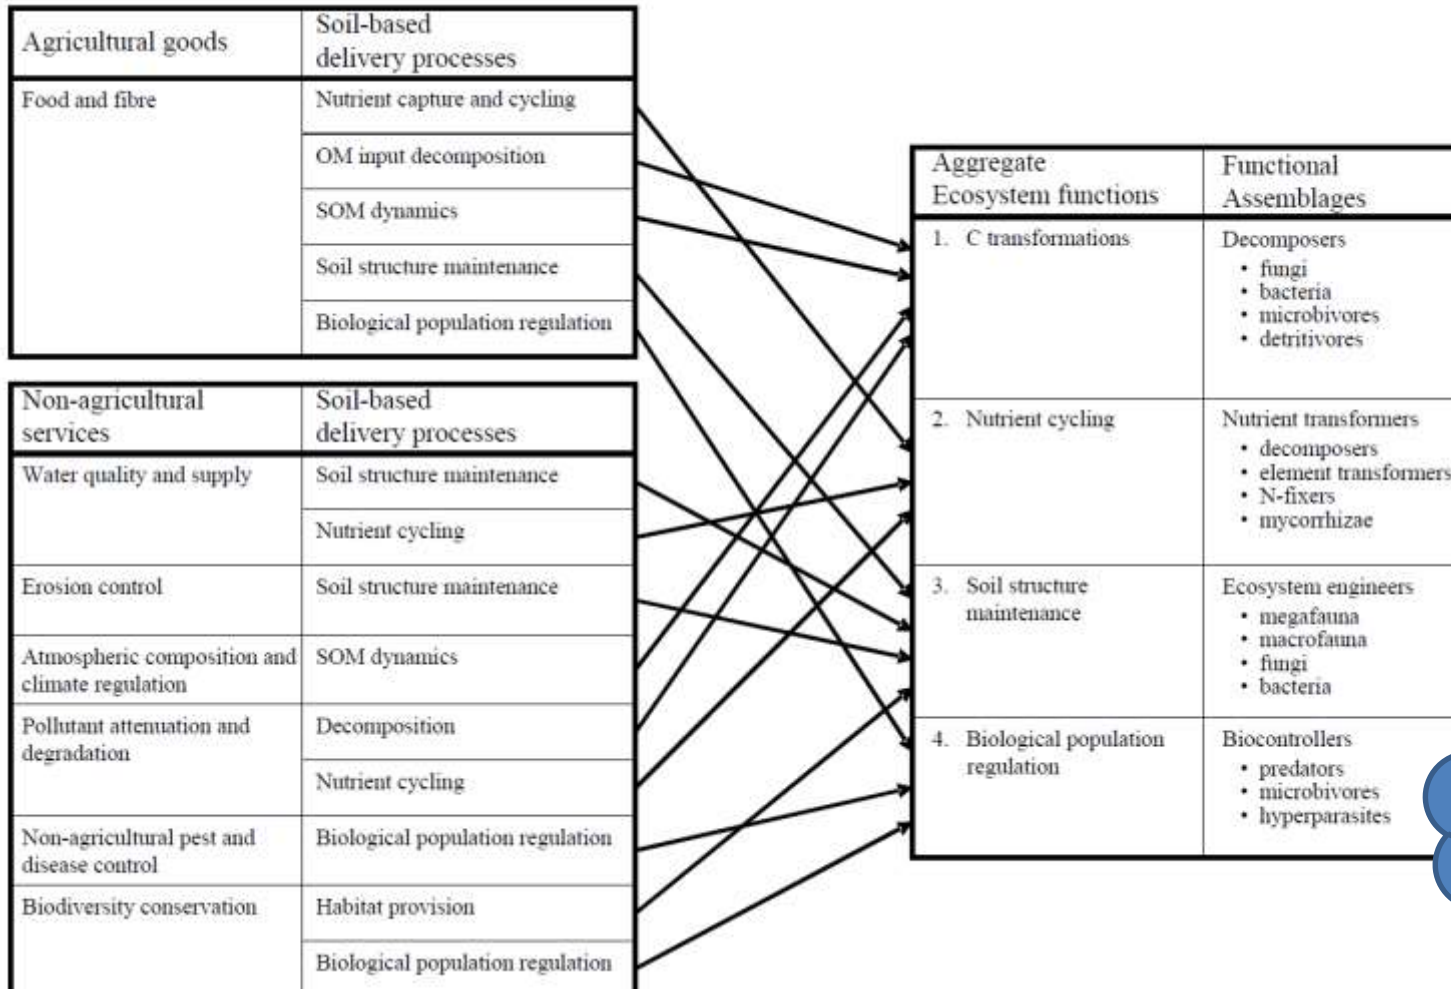 Agricultural goods
Soil-based
delivery processes
Food and fibre
Nutrient capture and cycling
OM input decomposition
SOM dynamics
Soil structure maintenance
Biological population regulation
Non-agricultural
services
Soil-based
delivery processes
Water quality and supply
Soil structure maintenance
Nutrient cycling
Erosion control
Soil structure maintenance
Atmospheric composition and
climate regulation
SOM dynamics
Pollutant attenuation and
degradation
Decomposition
Nutrient cycling
Non-agricultural pest and
disease control
Biological population regulation
Biodiversity conservation
Habitat provision
Biological population regulation
Aggregate
Ecosystem functions
Functional
Assemblages
1. C transformations
Decomposers
• fungi
• bacteria
• microbivores
• detritivores
2. Nutrient cycling
Nutrient transformers
• decomposers
• element transformers
• N-fixers
• mycorrhizae
3. Soil structure
maintenance
Ecosystem engineers
• megafauna
• macrofauna
• fungi
• bacteria
4. Biological population
regulation
Biocontrollers
• predators
• microbivores
• hyperparasites